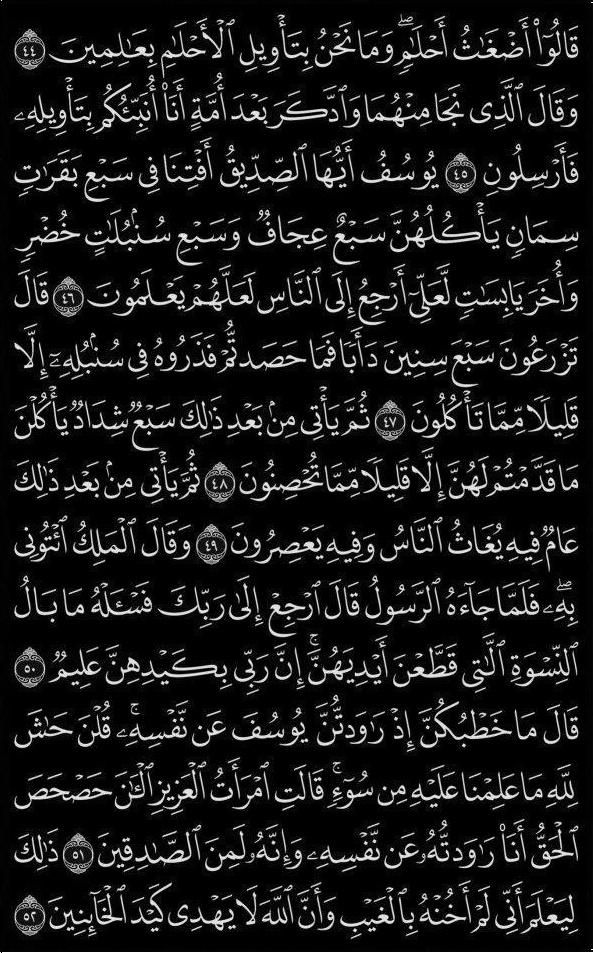 قَالُوٓا۟ أَضْغَٰثُ أَحْلَٰمٍۖ وَمَا نَحْنُ بِتَأْوِيلِ ٱلْأَحْلَٰمِ بِعَٰلِمِينَ ٤٤
وَقَالَ ٱلَّذِى نَجَا مِنْهُمَا وَٱدَّكَرَ بَعْدَ أُمَّةٍ أَنَا۠ أُنَبِّئُكُم بِتَأْوِيلِهِۦ
فَأَرْسِلُونِ ٤٥ يُوسُفُ أَيُّهَا ٱلصِّدِّيقُ أَفْتِنَا فِى سَبْعِ بَقَرَٰتٍ
سِمَانٍ يَأْكُلُهُنَّ سَبْعٌ عِجَافٌ وَسَبْعِ سُنۢبُلَٰتٍ خُضْرٍ
وَأُخَرَ يَابِسَٰتٍ لَّعَلِّىٓ أَرْجِعُ إِلَى ٱلنَّاسِ لَعَلَّهُمْ يَعْلَمُونَ ٤٦ قَالَ
تَزْرَعُونَ سَبْعَ سِنِينَ دَأَبًا فَمَا حَصَدتُّمْ فَذَرُوهُ فِى سُنۢبُلِهِۦٓ إِلَّا
قَلِيلًا مِّمَّا تَأْكُلُونَ ٤٧ ثُمَّ يَأْتِى مِنۢ بَعْدِ ذَٰلِكَ سَبْعٌ شِدَادٌ يَأْكُلْنَ
مَا قَدَّمْتُمْ لَهُنَّ إِلَّا قَلِيلًا مِّمَّا تُحْصِنُونَ ٤٨ ثُمَّ يَأْتِى مِنۢ بَعْدِ ذَٰلِكَ
عَامٌ فِيهِ يُغَاثُ ٱلنَّاسُ وَفِيهِ يَعْصِرُونَ ٤٩ وَقَالَ ٱلْمَلِكُ ٱئْتُونِى
بِهِۦۖ فَلَمَّا جَآءَهُ ٱلرَّسُولُ قَالَ ٱرْجِعْ إِلَىٰ رَبِّكَ فَسْـَٔلْهُ مَا بَالُ
ٱلنِّسْوَةِ ٱلَّٰتِى قَطَّعْنَ أَيْدِيَهُنَّۚ إِنَّ رَبِّى بِكَيْدِهِنَّ عَلِيمٌ ٥٠
قَالَ مَا خَطْبُكُنَّ إِذْ رَٰوَدتُّنَّ يُوسُفَ عَن نَّفْسِهِۦۚ قُلْنَ حَٰشَ
لِلَّهِ مَا عَلِمْنَا عَلَيْهِ مِن سُوٓءٍۚ قَالَتِ ٱمْرَأَتُ ٱلْعَزِيزِ ٱلْـَٰٔنَ حَصْحَصَ
ٱلْحَقُّ أَنَا۠ رَٰوَدتُّهُۥ عَن نَّفْسِهِۦ وَإِنَّهُۥ لَمِنَ ٱلصَّٰدِقِينَ ٥١ ذَٰلِكَ
لِيَعْلَمَ أَنِّى لَمْ أَخُنْهُ بِٱلْغَيْبِ وَأَنَّ ٱللَّهَ لَا يَهْدِى كَيْدَ ٱلْخَآئِنِينَ ٥٢